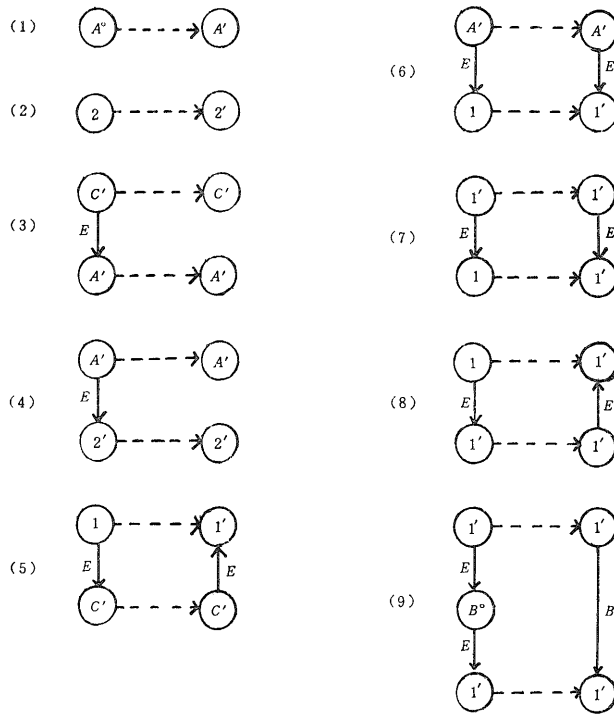 (1) A° A′
(2) 2 2′
(3) C′ C′
E
A′ A′
(4) A′ A′
E
2′ 2′
(5) 1 1′
E E
C′ C′
(6) A′ A′
E E
1 1′
(7) 1′ 1′
E E
1 1′
(8) 1 1′
E E
1′ 1′
(9) 1′ 1′
E
B° B
E
1′ 1′